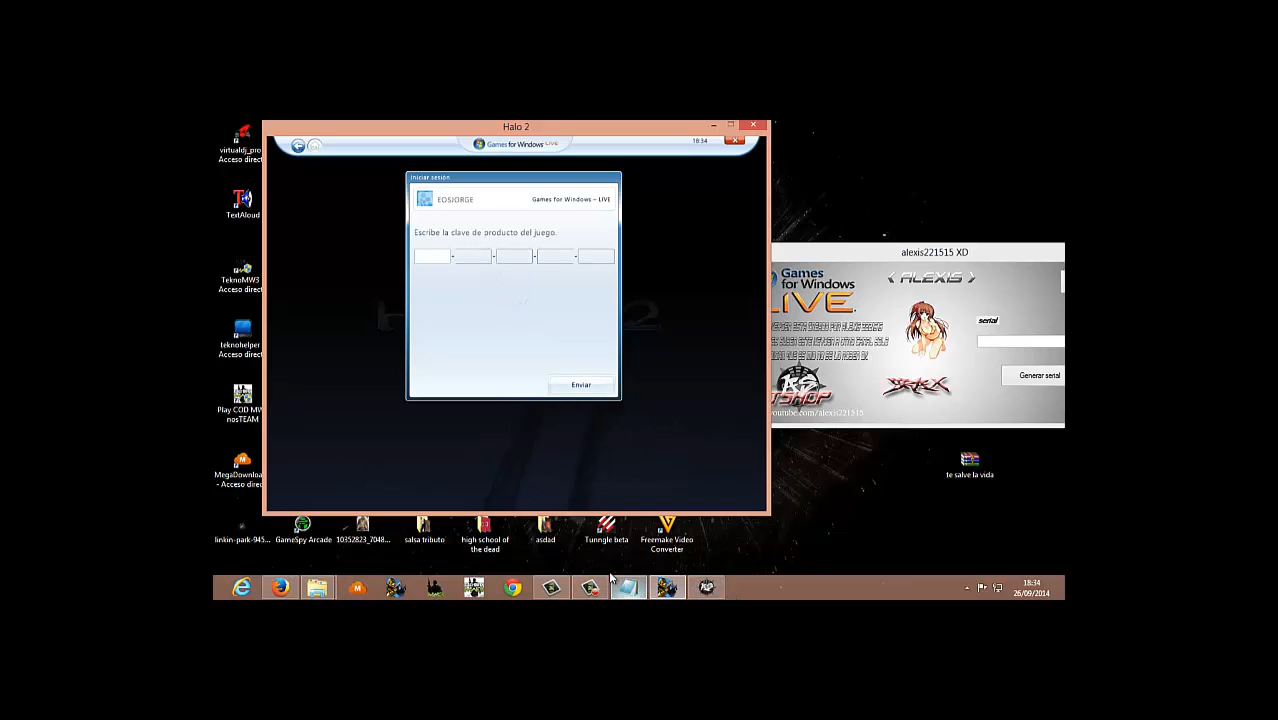 virtualdj_pro
Acceso direct
TextAloud
TeknoMW3
Acceso direct
teknohelper
Acceso direct
Play COD MW
nosTEAM
MegaDownloa
- Acceso direc
Halo 2
Games for Windows LIVE
18:34
Iniciar sesión
EOSJORGE
Games for Windows – LIVE
Escribe la clave de producto del juego.
- - - -
Enviar
alexis221515 XD
Games
for Windows
LIVE.
< ALEXIS >
serial
Generar serial
youtube.com/alexis221515
te salve la vida
linkin-park-945...
GameSpy Arcade
10352823_7048...
salsa tributo
high school of
the dead
asdad
Tunngle beta
Freemake Video
Converter
18:34
26/09/2014